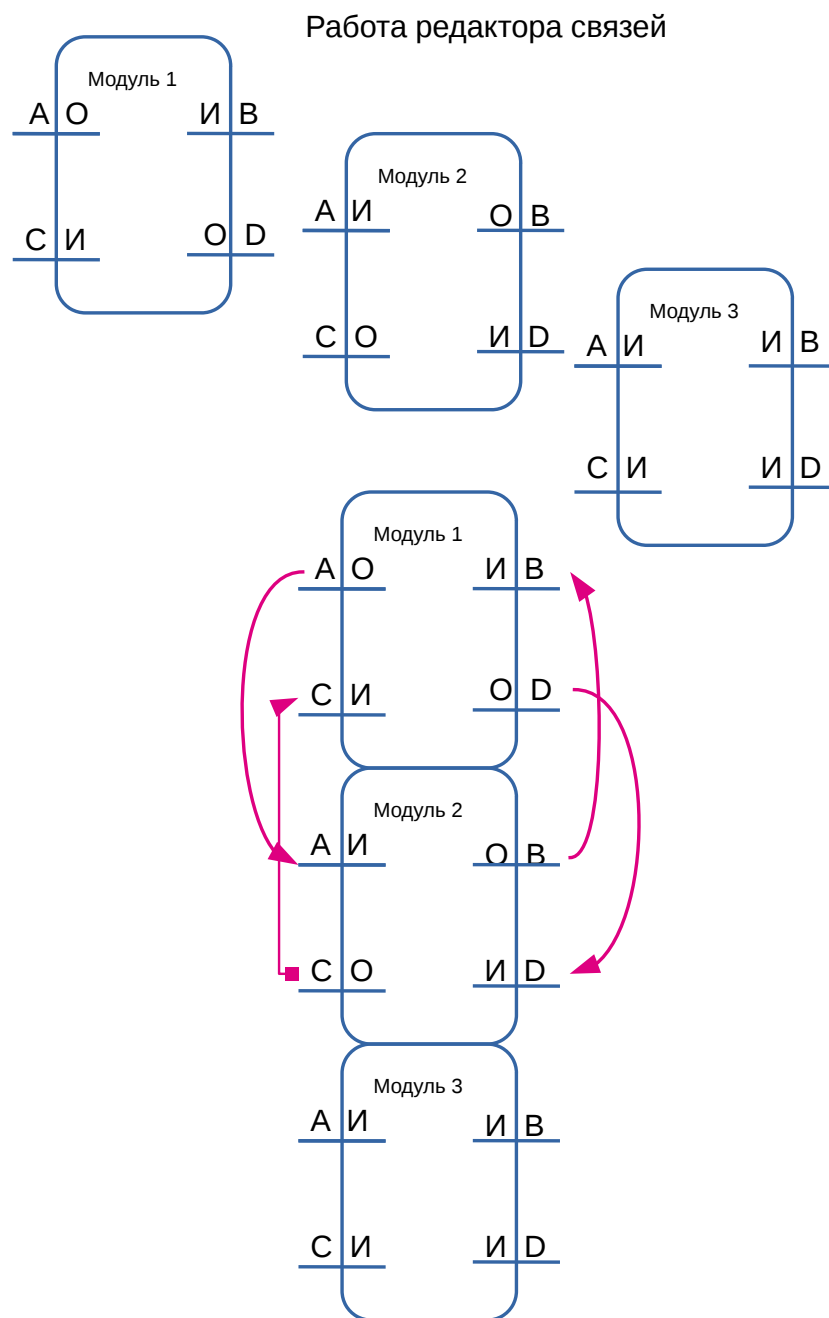 Работа редактора связей
Модуль 1
А О И В
С И О D
Модуль 2
А И О В
С О И D
Модуль 3
А И И В
С И И D
Модуль 1
А О И В
С И О D
Модуль 2
А И О В
С О И D
Модуль 3
А И И В
С И И D